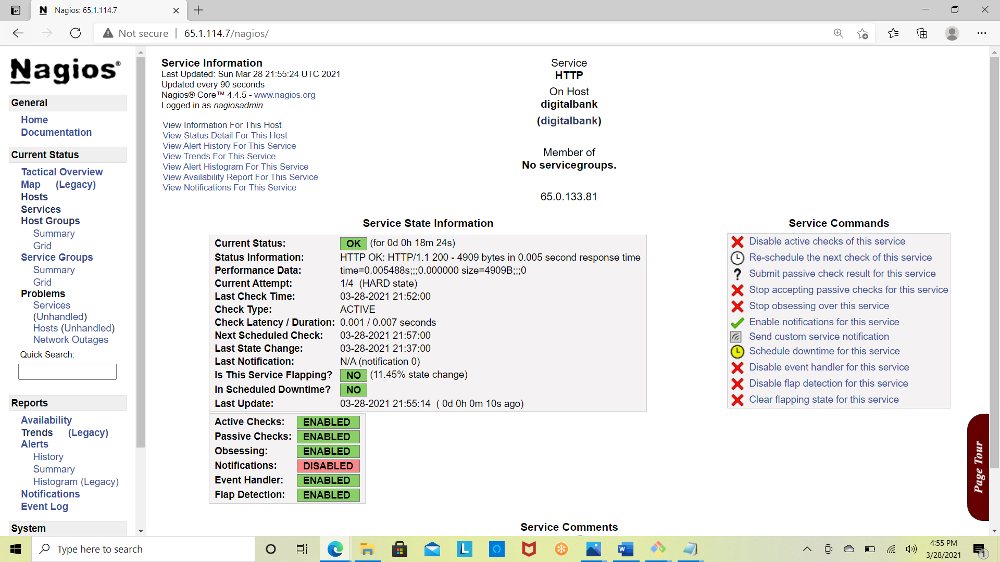 Nagios: 65.1.114.7
Not secure | 65.1.114.7/nagios/
Nagios®
General
Home
Documentation
Current Status
Tactical Overview
Map (Legacy)
Hosts
Services
Host Groups
Summary
Grid
Service Groups
Summary
Grid
Problems
Services
(Unhandled)
Hosts (Unhandled)
Network Outages
Quick Search:
Reports
Availability
Trends (Legacy)
Alerts
History
Summary
Histogram (Legacy)
Notifications
Event Log
System
Service Information
Last Updated: Sun Mar 28 21:55:24 UTC 2021
Updated every 90 seconds
Nagios® Core™ 4.4.5 - www.nagios.org
Logged in as nagiosadmin
View Information For This Host
View Status Detail For This Host
View Alert History For This Service
View Trends For This Service
View Alert Histogram For This Service
View Availability Report For This Service
View Notifications For This Service
Service
HTTP
On Host
digitalbank
(digitalbank)
Member of
No servicegroups.
65.0.133.81
Service State Information
Current Status: OK (for 0d 0h 18m 24s)
Status Information: HTTP OK: HTTP/1.1 200 - 4909 bytes in 0.005 second response time
Performance Data: time=0.005488s;;;0.000000 size=4909B;;;0
Current Attempt: 1/4 (HARD state)
Last Check Time: 03-28-2021 21:52:00
Check Type: ACTIVE
Check Latency / Duration: 0.001 / 0.007 seconds
Next Scheduled Check: 03-28-2021 21:57:00
Last State Change: 03-28-2021 21:37:00
Last Notification: N/A (notification 0)
Is This Service Flapping? NO (11.45% state change)
In Scheduled Downtime? NO
Last Update: 03-28-2021 21:55:14 ( 0d 0h 0m 10s ago)
Active Checks: ENABLED
Passive Checks: ENABLED
Obsessing: ENABLED
Notifications: DISABLED
Event Handler: ENABLED
Flap Detection: ENABLED
Service Commands
Disable active checks of this service
Re-schedule the next check of this service
Submit passive check result for this service
Stop accepting passive checks for this service
Stop obsessing over this service
Enable notifications for this service
Send custom service notification
Schedule downtime for this service
Disable event handler for this service
Disable flap detection for this service
Clear flapping state for this service
Page Tour
Service Comments
Type here to search
4:55 PM
3/28/2021
1